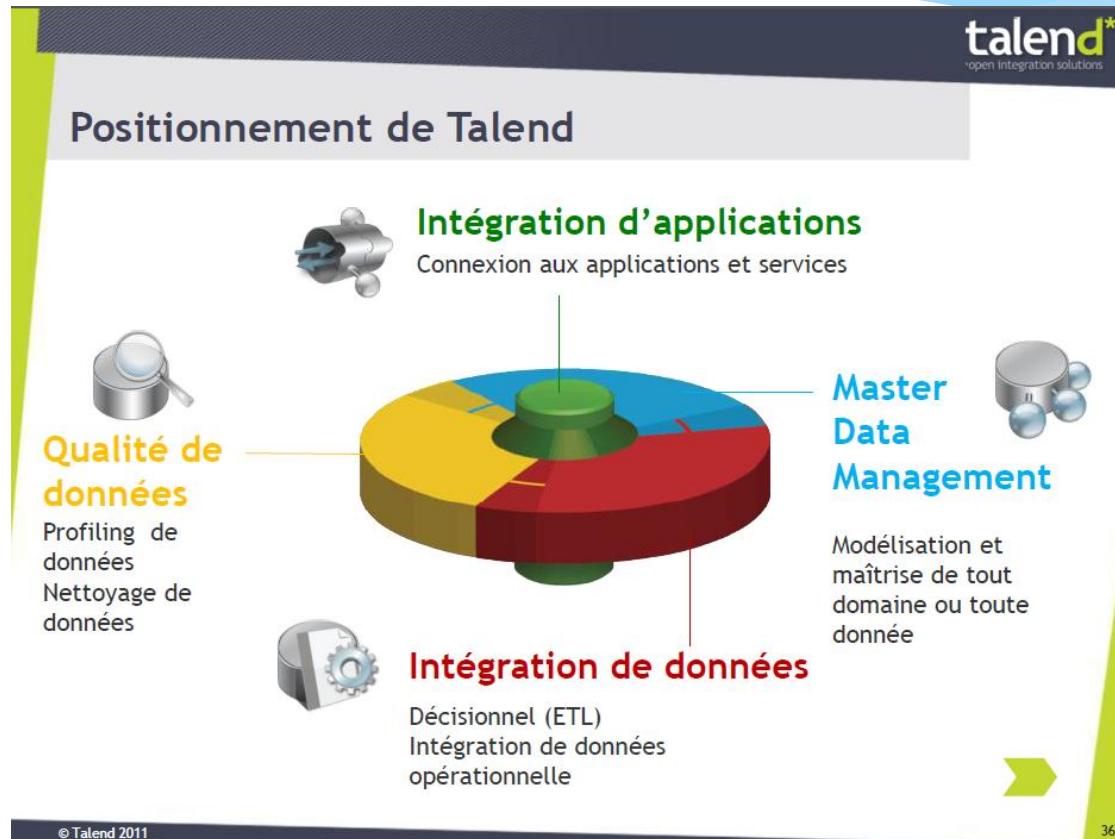 talend*
open integration solutions
Positionnement de Talend
Intégration d'applications
Connexion aux applications et services
Qualité de
données
Profiling de
données
Nettoyage de
données
Master
Data
Management
Modélisation et
maîtrise de tout
domaine ou toute
donnée
Intégration de données
Décisionnel (ETL)
Intégration de données
opérationnelle
© Talend 2011
36